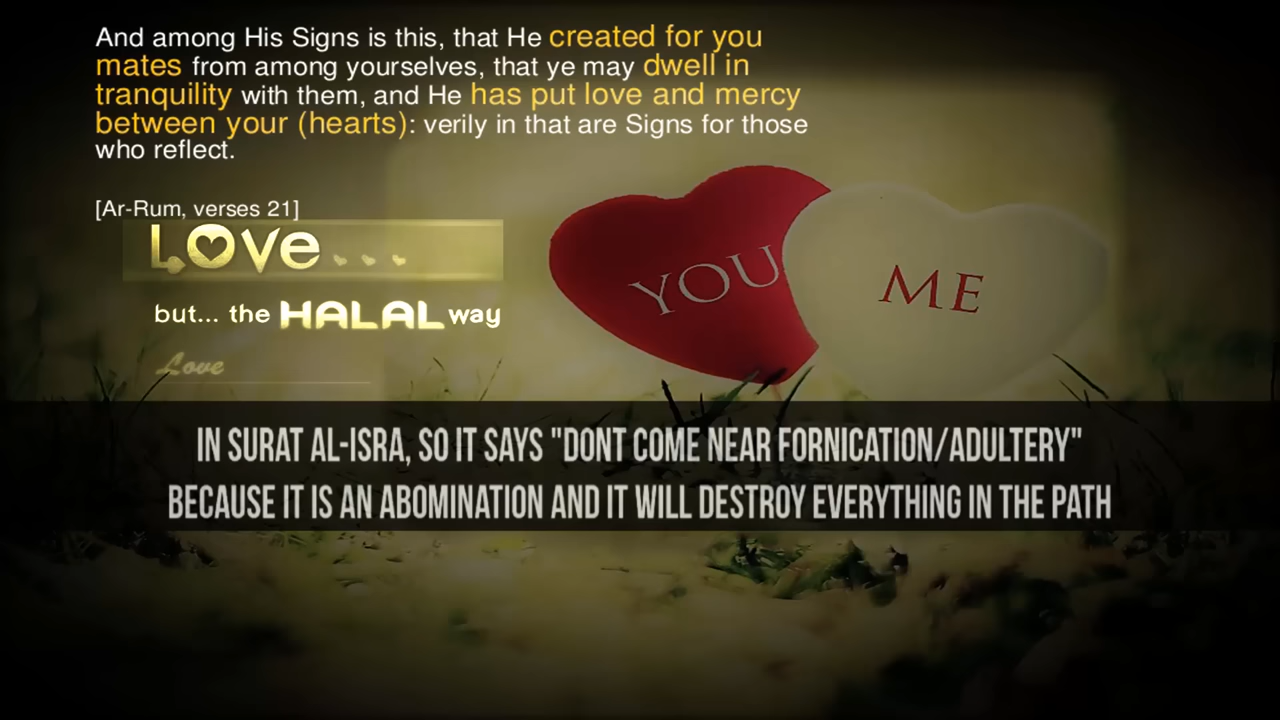 And among His Signs is this, that He created for you
mates from among yourselves, that ye may dwell in
tranquility with them, and He has put love and mercy
between your (hearts): verily in that are Signs for those
who reflect.
[Ar-Rum, verses 21]
Love...
but... the HALAL way
Love
YOU
ME
IN SURAT AL-ISRA, SO IT SAYS "DONT COME NEAR FORNICATION/ADULTERY"
BECAUSE IT IS AN ABOMINATION AND IT WILL DESTROY EVERYTHING IN THE PATH